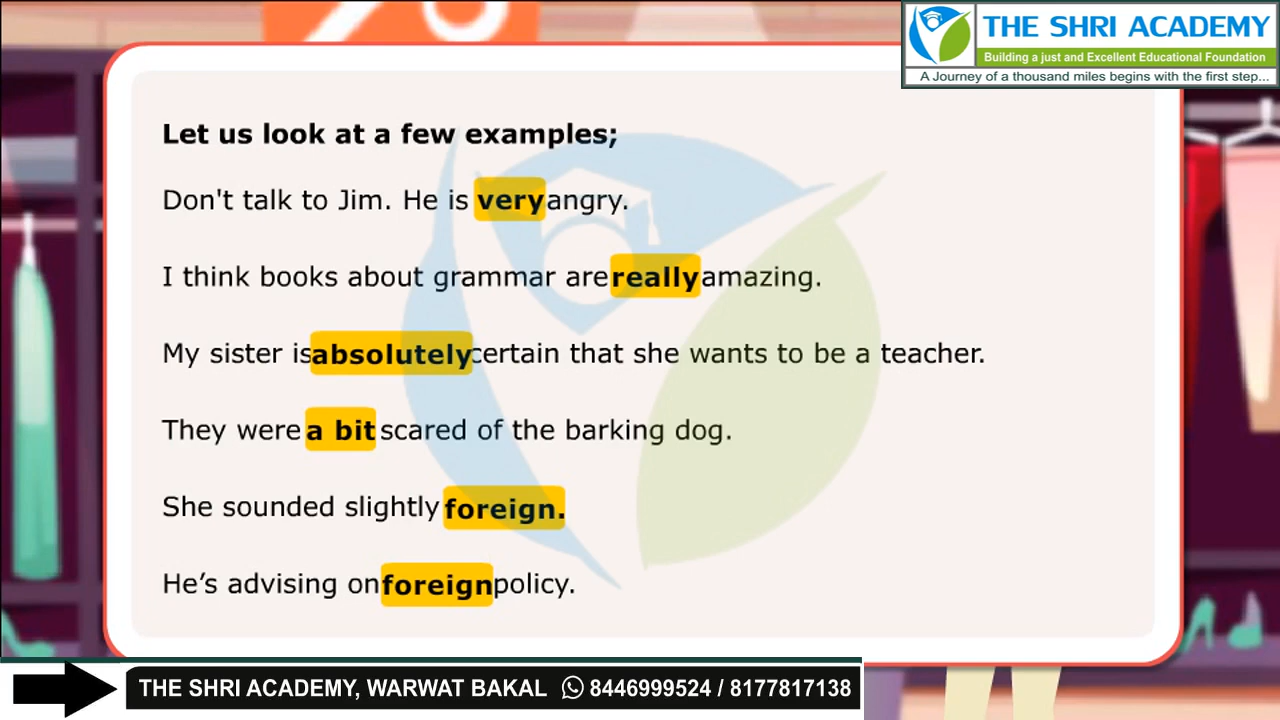 THE SHRI ACADEMY
Building a just and Excellent Educational Foundation
A Journey of a thousand miles begins with the first step...
Let us look at a few examples;
Don't talk to Jim. He is very angry.
I think books about grammar are really amazing.
My sister is absolutely certain that she wants to be a teacher.
They were a bit scared of the barking dog.
She sounded slightly foreign.
He’s advising on foreign policy.
THE SHRI ACADEMY, WARWAT BAKAL 8446999524 / 8177817138